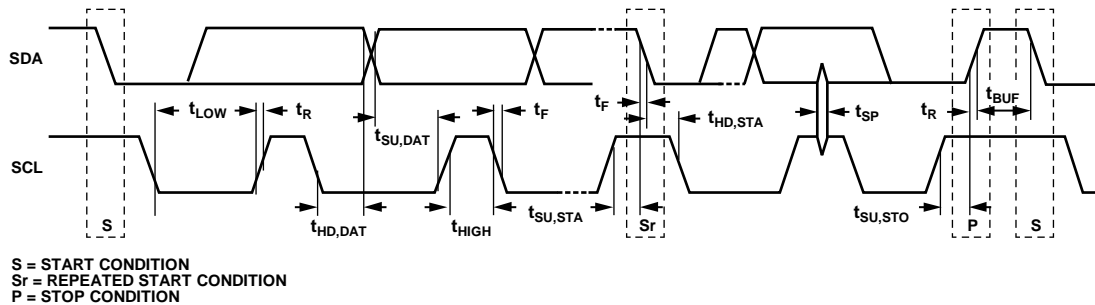 SDA
tLOW
tR
tSU,DAT
tF
tF
tHD,STA
tSP
tR
tBUF
SCL
S
tHD,DAT
tHIGH
tSU,STA
Sr
tSU,STO
P
S
S = START CONDITION
Sr = REPEATED START CONDITION
P = STOP CONDITION